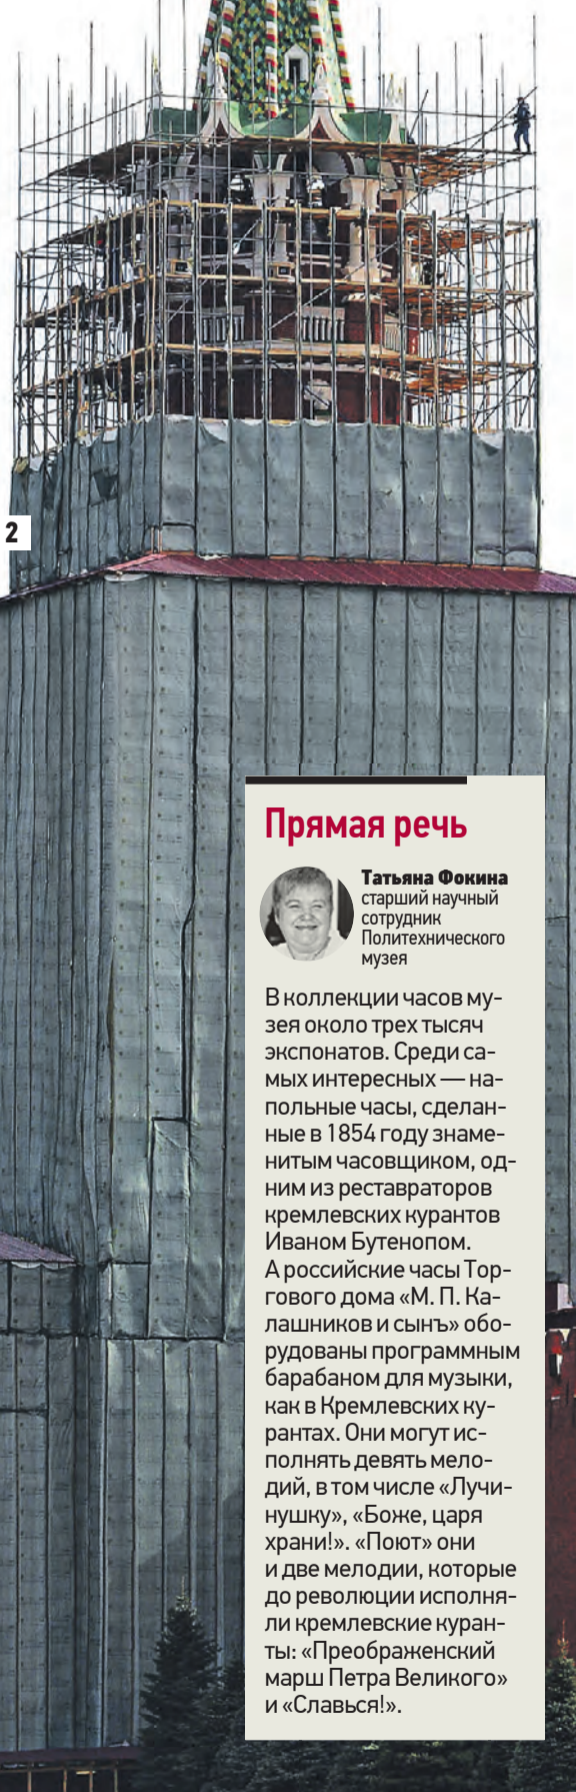 2
Прямая речь
Татьяна Фокина
старший научный
сотрудник
Политехнического
музея
В коллекции часов му-
зея около трех тысяч
экспонатов. Среди са-
мых интересных — на-
польные часы, сделан-
ные в 1854 году знаме-
нитым часовщиком, од-
ним из реставраторов
кремлевских курантов
Иваном Бутенопом.
А российские часы Тор-
гового дома «М. П. Ка-
лашников и сынъ» обо-
рудованы программным
барабаном для музыки,
как в Кремлевских ку-
рантах. Они могут ис-
полнять девять мело-
дий, в том числе «Лучи-
нушку», «Боже, царя
храни!». «Поют» они
и две мелодии, которые
до революции исполня-
ли кремлевские куран-
ты: «Преображенский
марш Петра Великого»
и «Славься!».